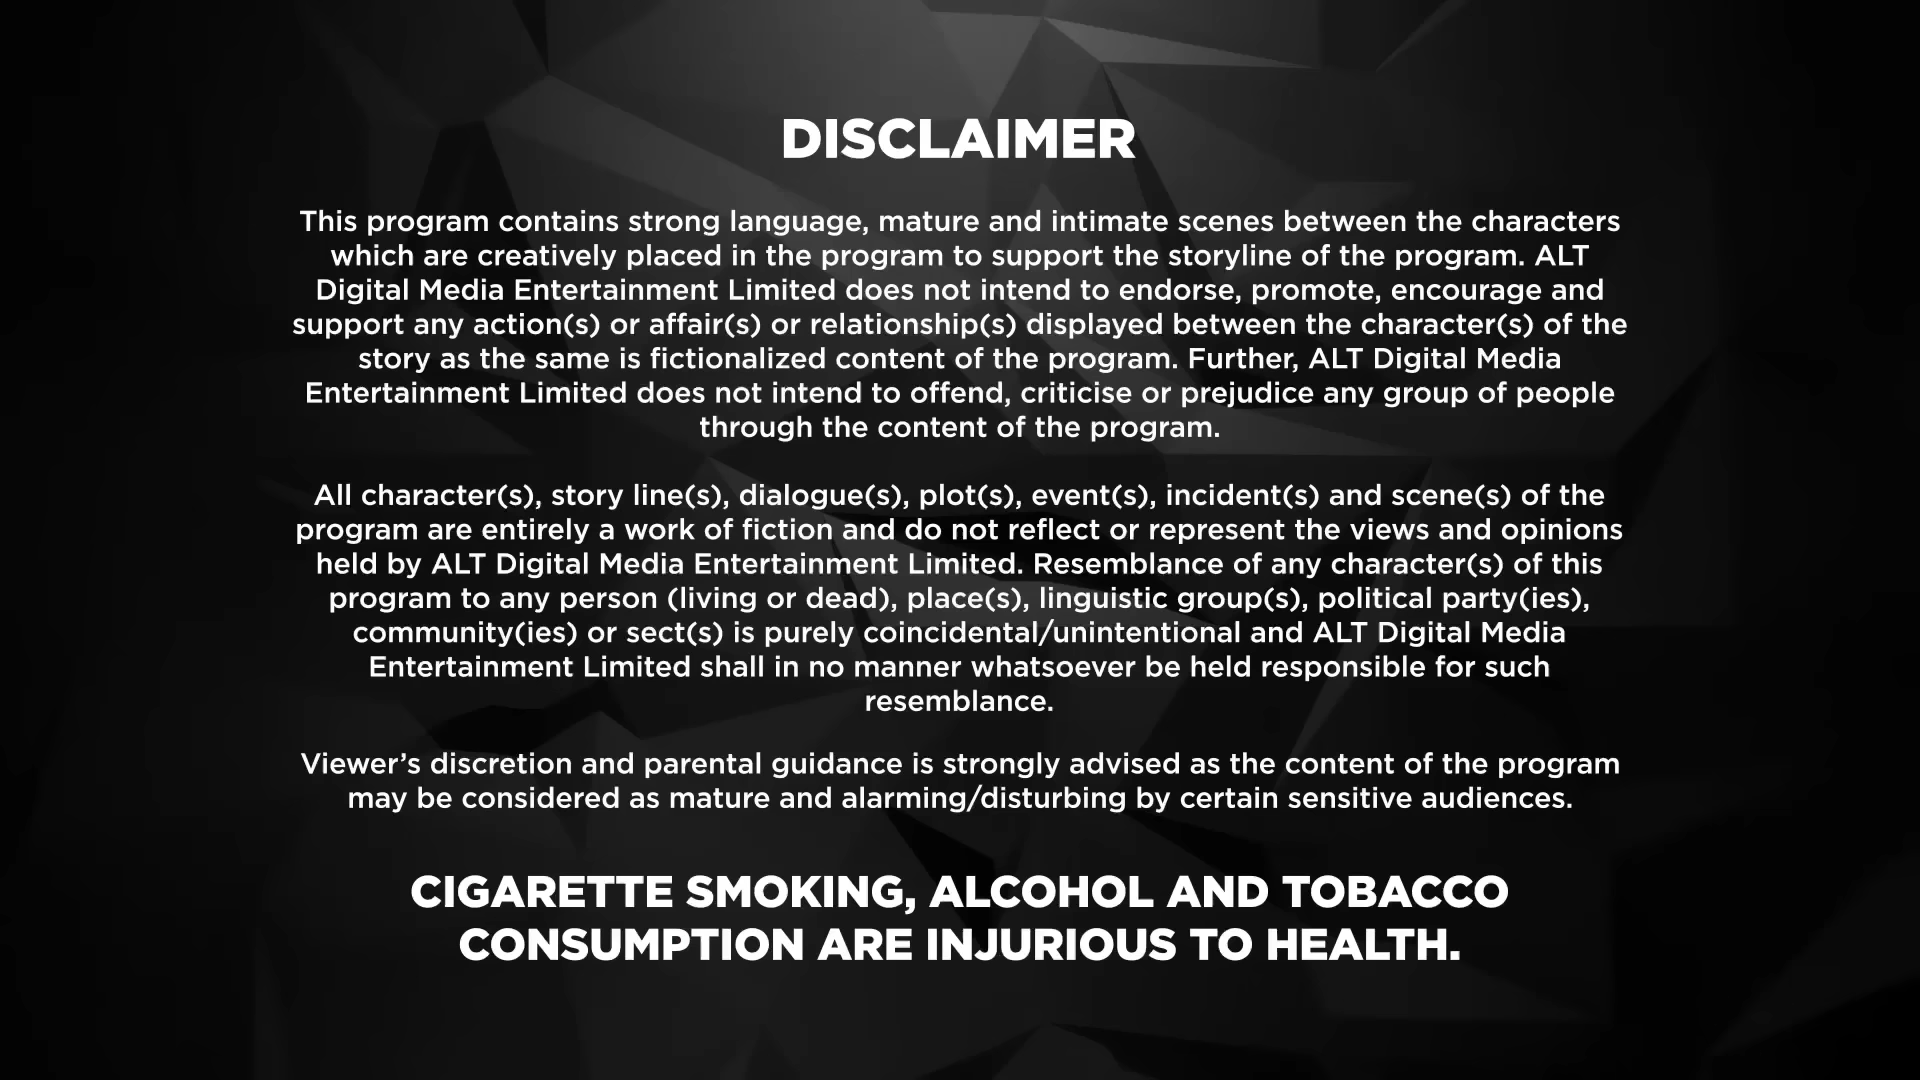 DISCLAIMER
This program contains strong language, mature and intimate scenes between the characters
which are creatively placed in the program to support the storyline of the program. ALT
Digital Media Entertainment Limited does not intend to endorse, promote, encourage and
support any action(s) or affair(s) or relationship(s) displayed between the character(s) of the
story as the same is fictionalized content of the program. Further, ALT Digital Media
Entertainment Limited does not intend to offend, criticise or prejudice any group of people
through the content of the program.
All character(s), story line(s), dialogue(s), plot(s), event(s), incident(s) and scene(s) of the
program are entirely a work of fiction and do not reflect or represent the views and opinions
held by ALT Digital Media Entertainment Limited. Resemblance of any character(s) of this
program to any person (living or dead), place(s), linguistic group(s), political party(ies),
community(ies) or sect(s) is purely coincidental/unintentional and ALT Digital Media
Entertainment Limited shall in no manner whatsoever be held responsible for such
resemblance.
Viewer’s discretion and parental guidance is strongly advised as the content of the program
may be considered as mature and alarming/disturbing by certain sensitive audiences.
CIGARETTE SMOKING, ALCOHOL AND TOBACCO
CONSUMPTION ARE INJURIOUS TO HEALTH.